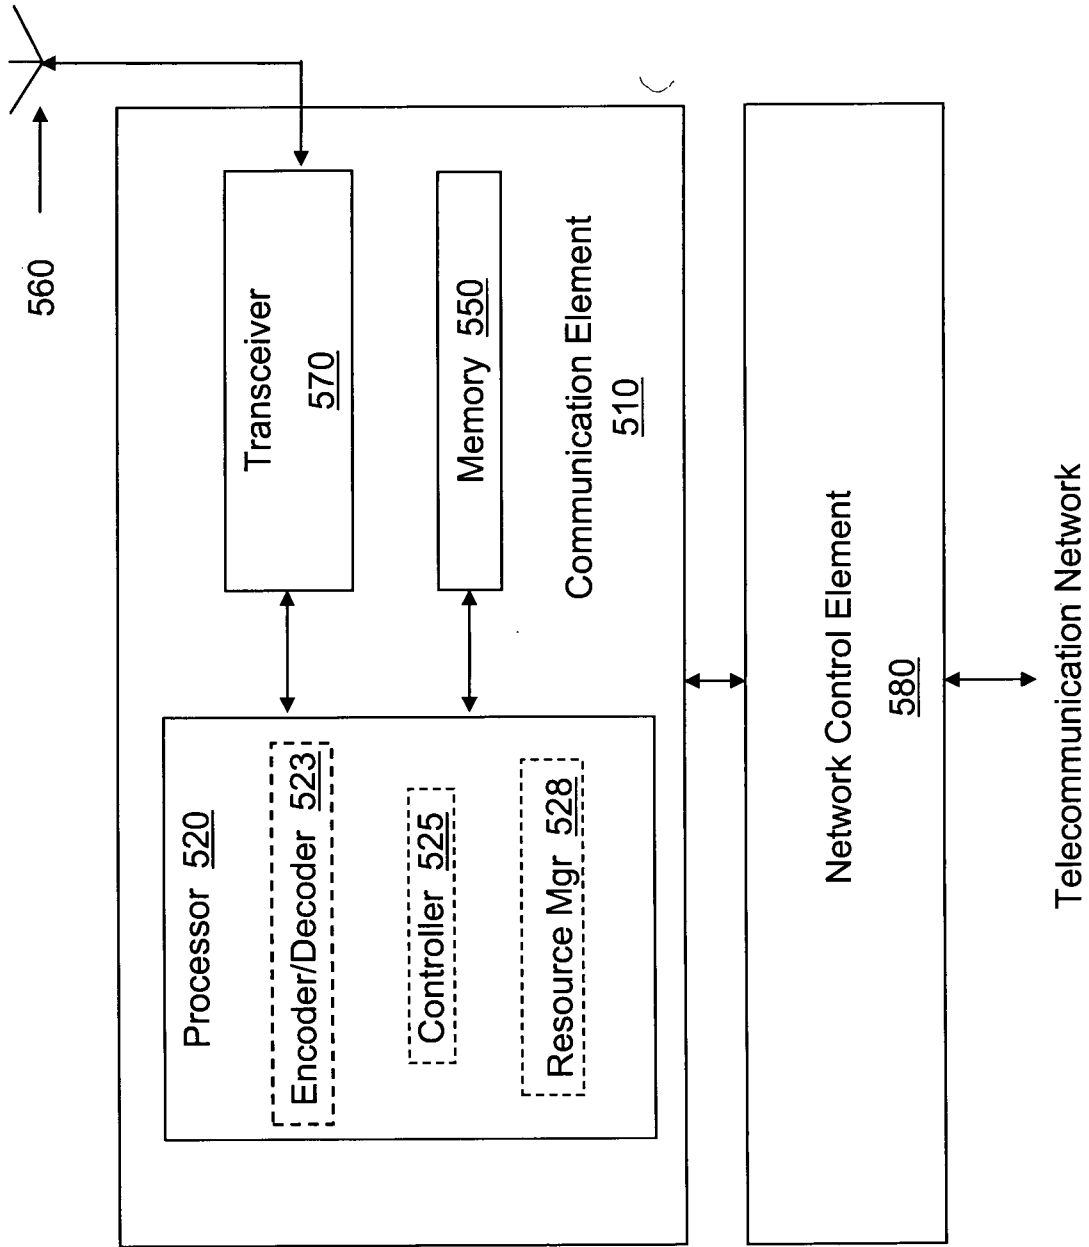 560
Transceiver
570
Memory 550
Communication Element
510
Processor 520
Encoder/Decoder 523
Controller 525
Resource Mgr 528
Network Control Element
580
Telecommunication Network